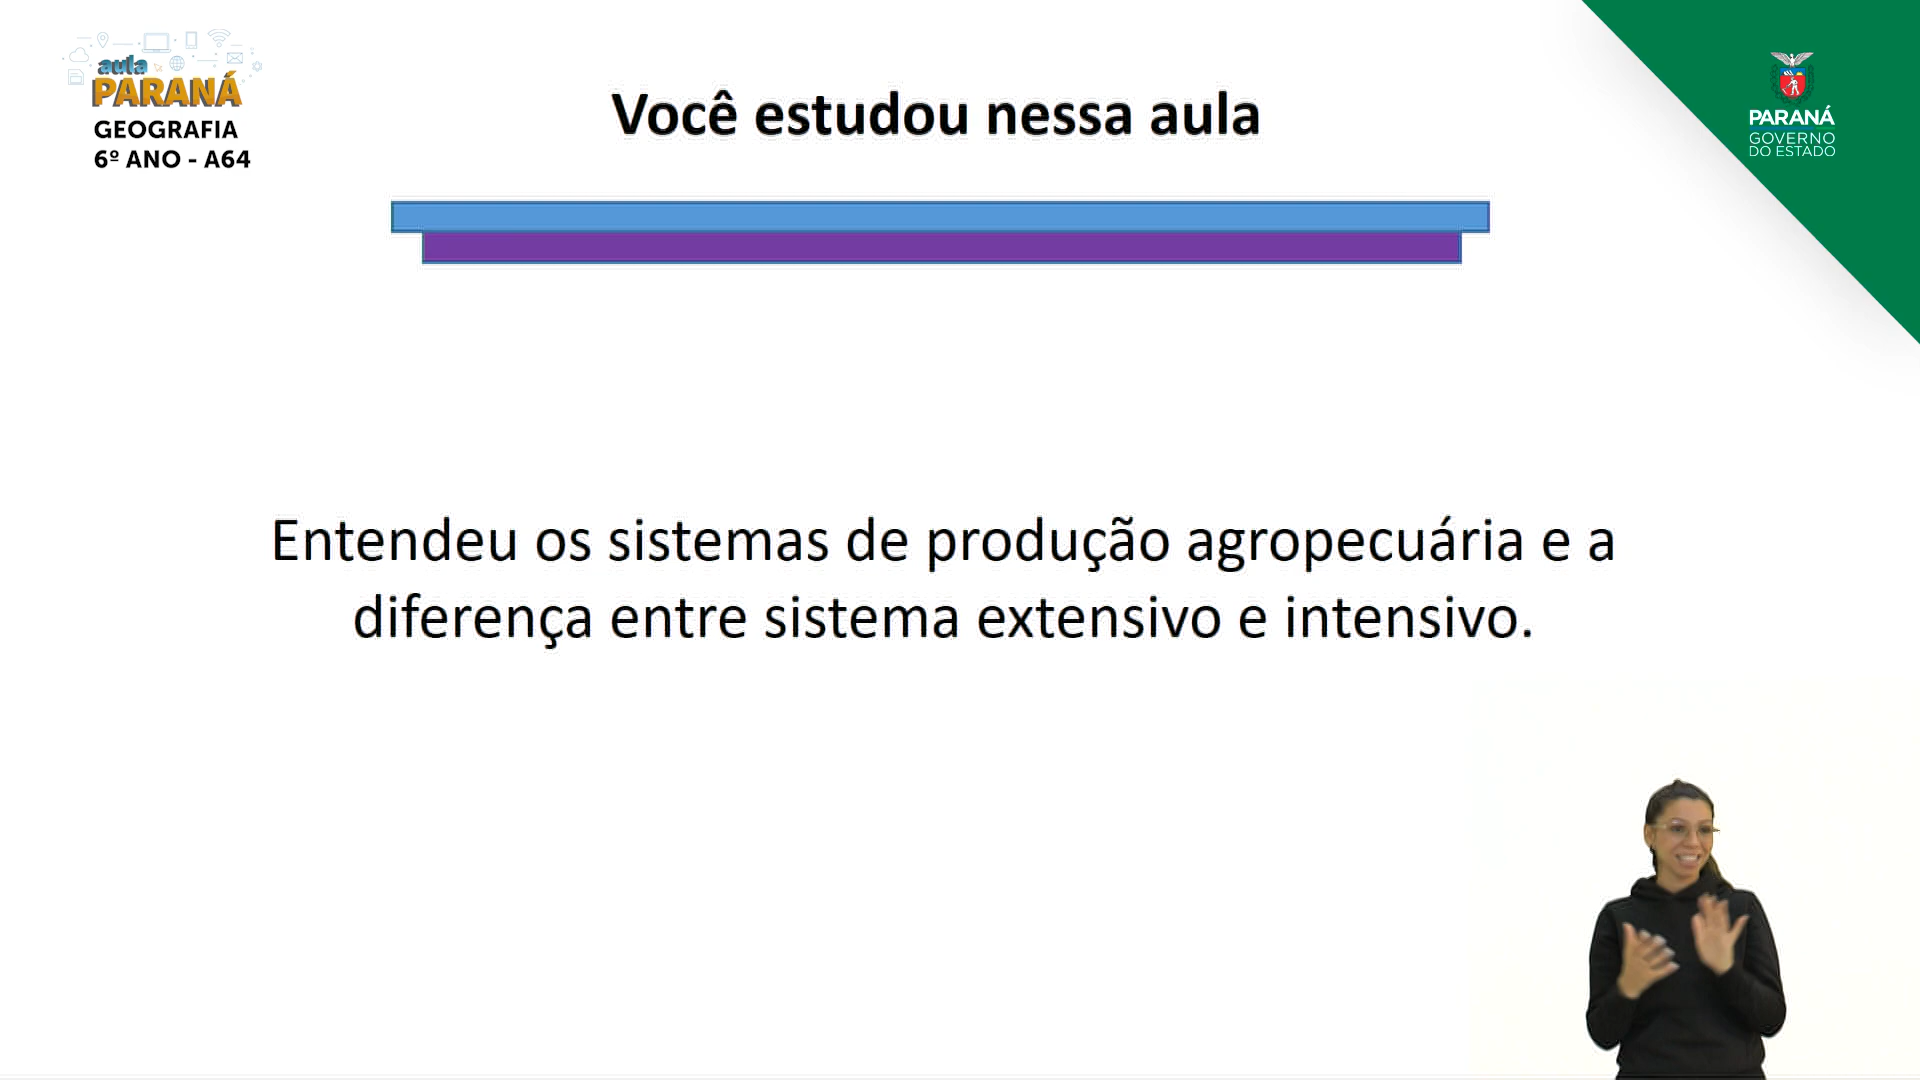 aula
PARANÁ
GEOGRAFIA
6º ANO - A64
Você estudou nessa aula
PARANÁ
GOVERNO
DO ESTADO
Entendeu os sistemas de produção agropecuária e a
diferença entre sistema extensivo e intensivo.